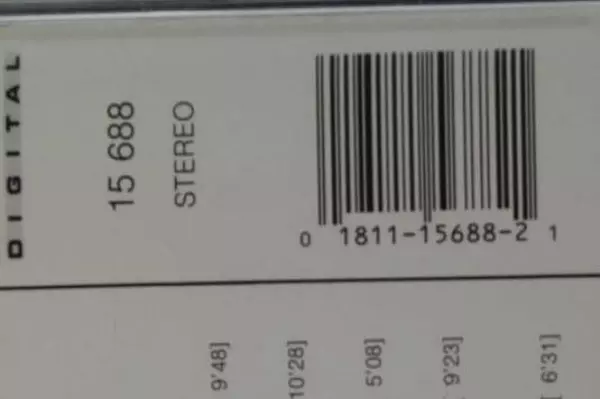 DIGITAL
15 688
STEREO
0 1811-15688-2 1
9'48]
10'28]
5'08]
9'23]
[ 6'31]